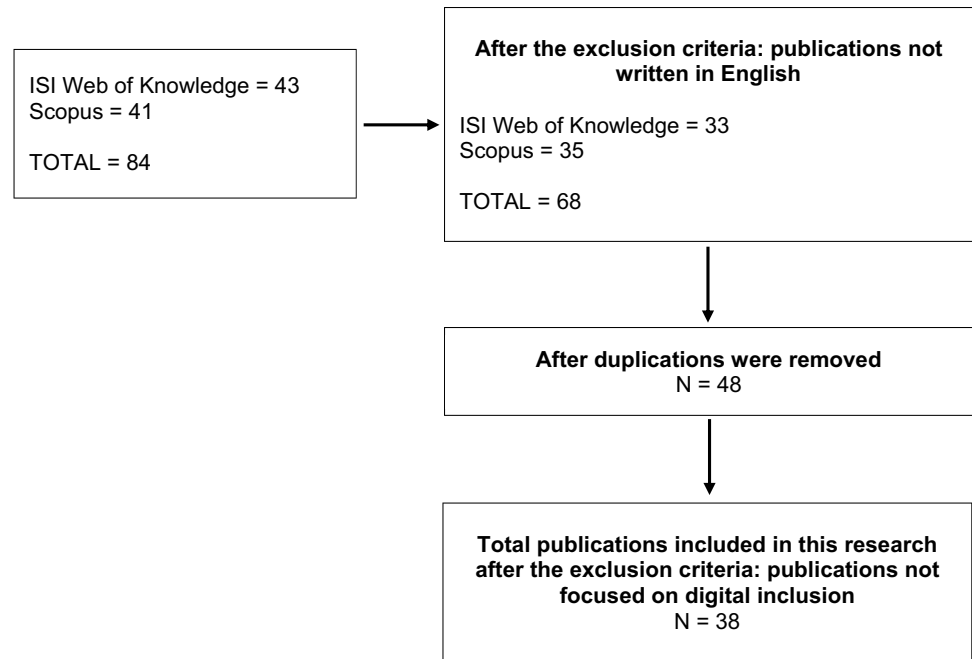 ISI Web of Knowledge = 43
Scopus = 41
TOTAL = 84
After the exclusion criteria: publications not
written in English
ISI Web of Knowledge = 33
Scopus = 35
TOTAL = 68
After duplications were removed
N = 48
Total publications included in this research
after the exclusion criteria: publications not
focused on digital inclusion
N = 38